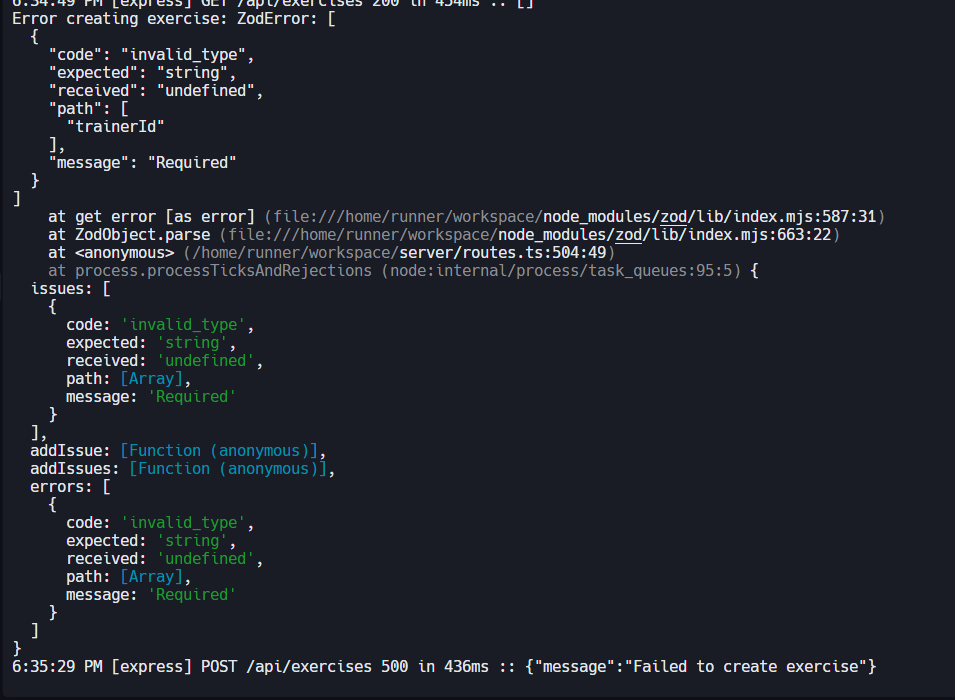 6:34:49 PM [express] GET /api/exercises 200 in 454ms :: []
Error creating exercise: ZodError: [
  {
    "code": "invalid_type",
    "expected": "string",
    "received": "undefined",
    "path": [
      "trainerId"
    ],
    "message": "Required"
  }
]
    at get error [as error] (file:///home/runner/workspace/node_modules/zod/lib/index.mjs:587:31)
    at ZodObject.parse (file:///home/runner/workspace/node_modules/zod/lib/index.mjs:663:22)
    at <anonymous> (/home/runner/workspace/server/routes.ts:504:49)
    at process.processTicksAndRejections (node:internal/process/task_queues:95:5) {
  issues: [
    {
      code: 'invalid_type',
      expected: 'string',
      received: 'undefined',
      path: [Array],
      message: 'Required'
    }
  ],
  addIssue: [Function (anonymous)],
  addIssues: [Function (anonymous)],
  errors: [
    {
      code: 'invalid_type',
      expected: 'string',
      received: 'undefined',
      path: [Array],
      message: 'Required'
    }
  ]
}
6:35:29 PM [express] POST /api/exercises 500 in 436ms :: {"message":"Failed to create exercise"}